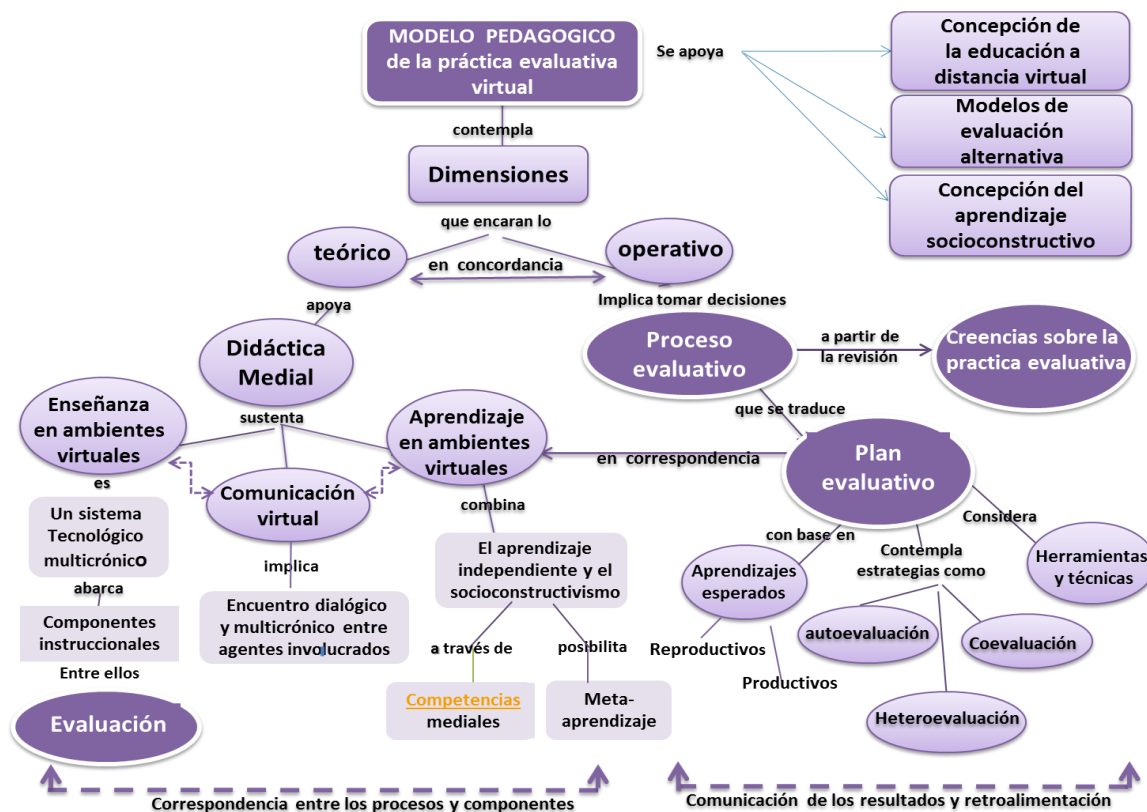 MODELO PEDAGOGICO
de la práctica evaluativa
virtual
Se apoya
Concepción de
la educación a
distancia virtual
Modelos de
evaluación
alternativa
Concepción del
aprendizaje
socioconstructivo
contempla
Dimensiones
que encaran lo
teórico
en concordancia
operativo
apoya
Implica tomar decisiones
Didáctica
Medial
Proceso
evaluativo
a partir de
la revisión
Creencias sobre la
practica evaluativa
sustenta
que se traduce
Enseñanza
en ambientes
virtuales
Comunicación
virtual
Aprendizaje
en ambientes
virtuales
en correspondencia
Plan
evaluativo
es
Un sistema
Tecnológico
multicrónico
abarca
Componentes
instruccionales
Entre ellos
Evaluación
implica
Encuentro dialógico
y multicrónico entre
agentes involucrados
combina
El aprendizaje
independiente y el
socioconstructivismo
a través de
posibilita
Competencias
mediales
Meta-
aprendizaje
con base en
Aprendizajes
esperados
Reproductivos
Productivos
Contempla
estrategias como
autoevaluación
Coevaluación
Heteroevaluación
Considera
Herramientas
y técnicas
Correspondencia entre los procesos y componentes
Comunicación de los resultados y retroalimentación